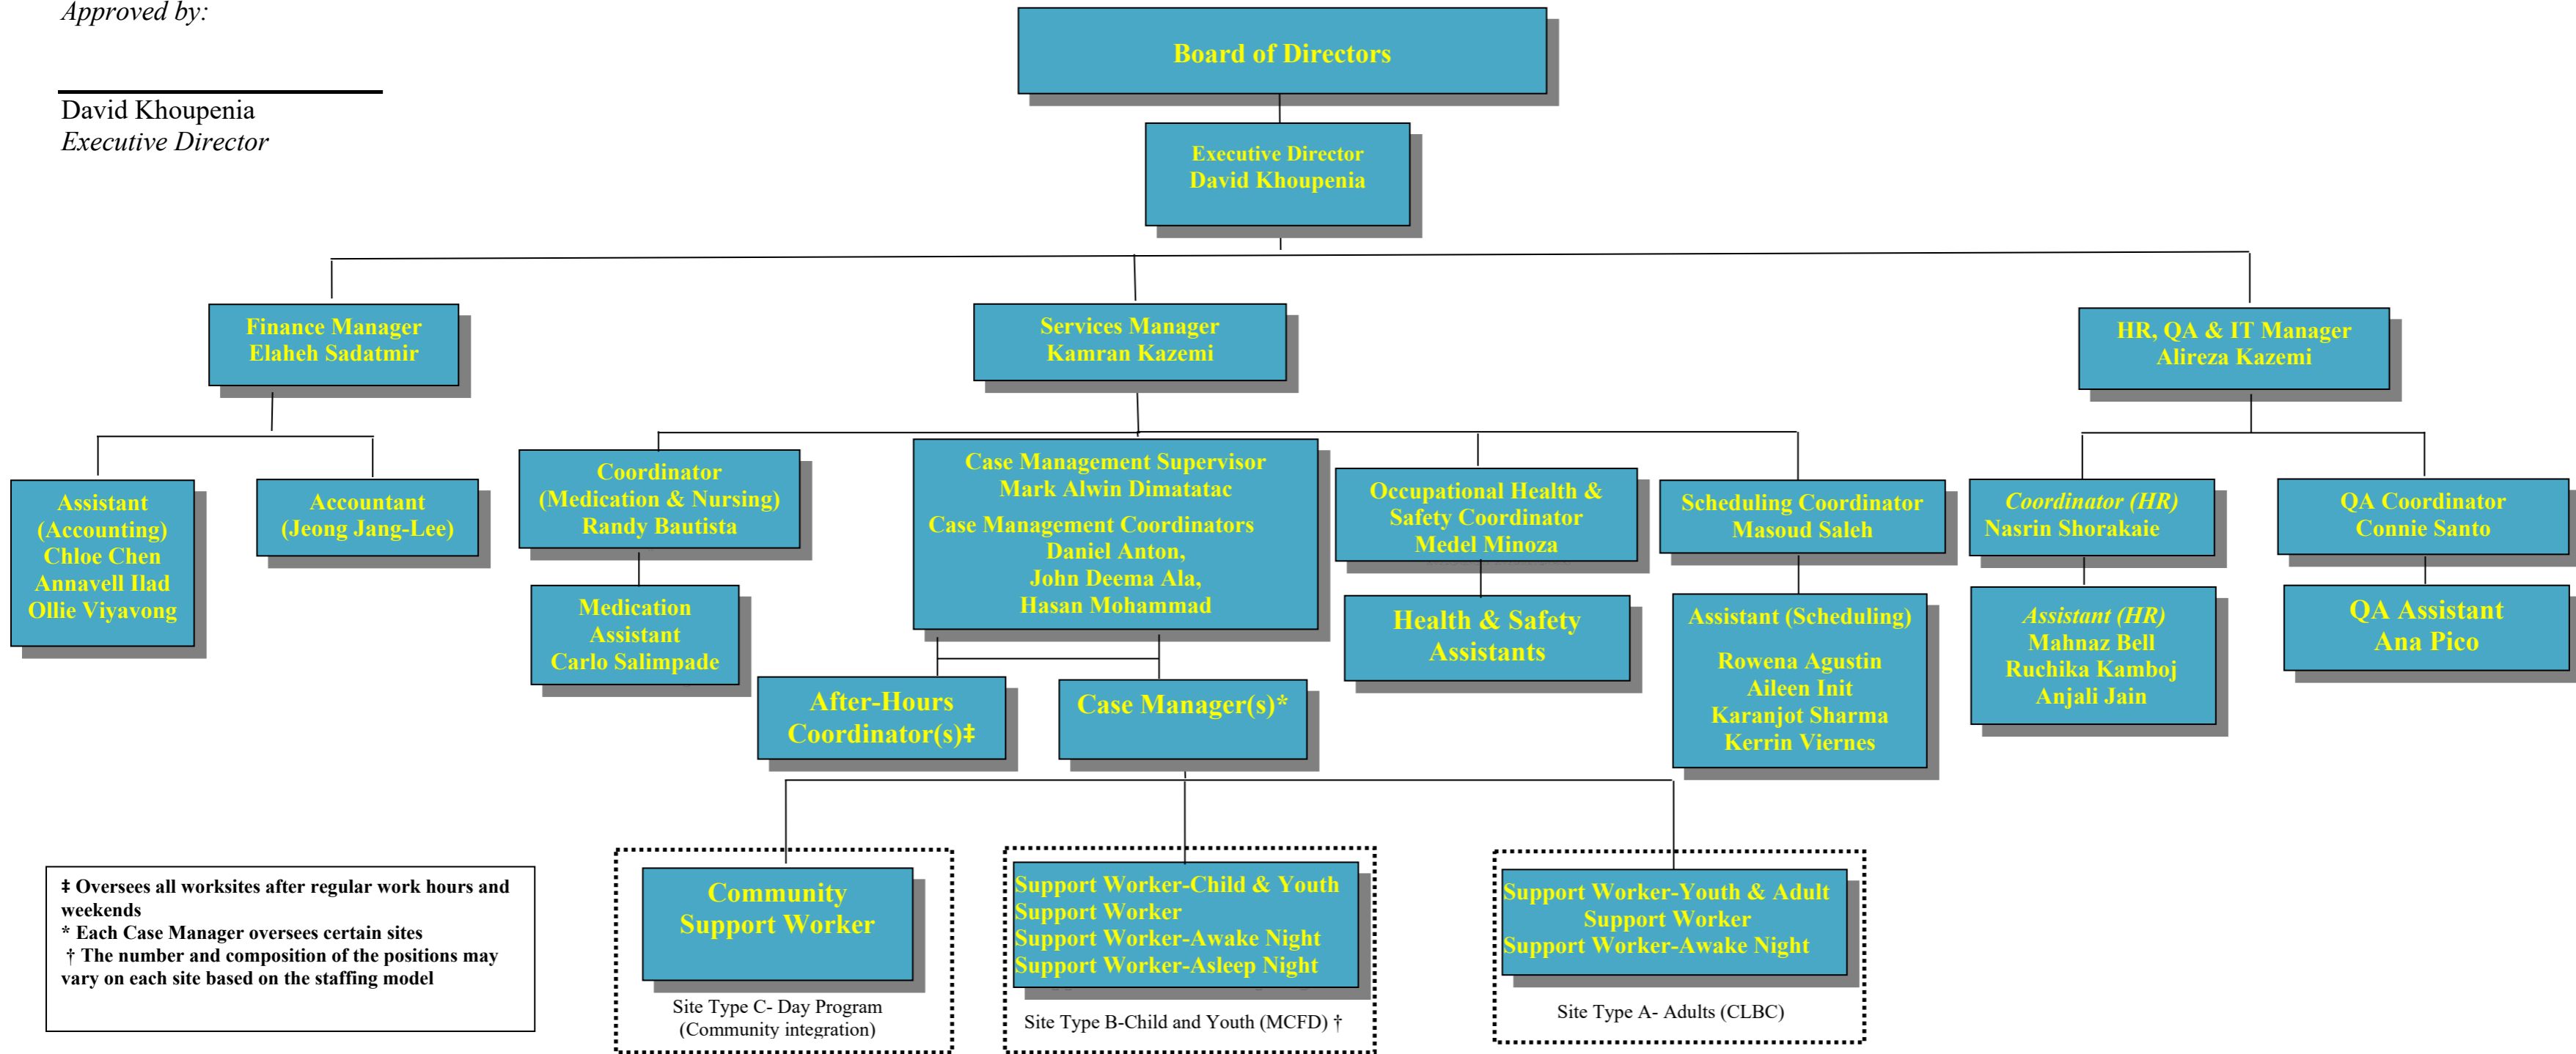 Approved by:
David Khoupenia
Executive Director
Board of Directors
Executive Director
David Khoupenia
Finance Manager
Elaheh Sadatmir
Services Manager
Kamran Kazemi
HR, QA & IT Manager
Alireza Kazemi
Assistant
(Accounting)
Chloe Chen
Annavell Ilad
Ollie Viyavong
Accountant
(Jeong Jang-Lee)
Coordinator
(Medication & Nursing)
Randy Bautista
Medication
Assistant
Carlo Salimpade
Case Management Supervisor
Mark Alwin Dimatatac
Case Management Coordinators
Daniel Anton,
John Deema Ala,
Hasan Mohammad
Occupational Health &
Safety Coordinator
Medel Minoza
Health & Safety
Assistants
Scheduling Coordinator
Masoud Saleh
Assistant (Scheduling)
Rowena Agustin
Aileen Init
Karanjot Sharma
Kerrin Viernes
Coordinator (HR)
Nasrin Shorakaie
Assistant (HR)
Mahnaz Bell
Ruchika Kamboj
Anjali Jain
QA Coordinator
Connie Santo
QA Assistant
Ana Pico
After-Hours
Coordinator(s)‡
Case Manager(s)*
‡ Oversees all worksites after regular work hours and
weekends
* Each Case Manager oversees certain sites
† The number and composition of the positions may
vary on each site based on the staffing model
Community
Support Worker
Site Type C- Day Program
(Community integration)
Support Worker-Child & Youth
Support Worker
Support Worker-Awake Night
Support Worker-Asleep Night
Site Type B-Child and Youth (MCFD) †
Support Worker-Youth & Adult
Support Worker
Support Worker-Awake Night
Site Type A- Adults (CLBC)